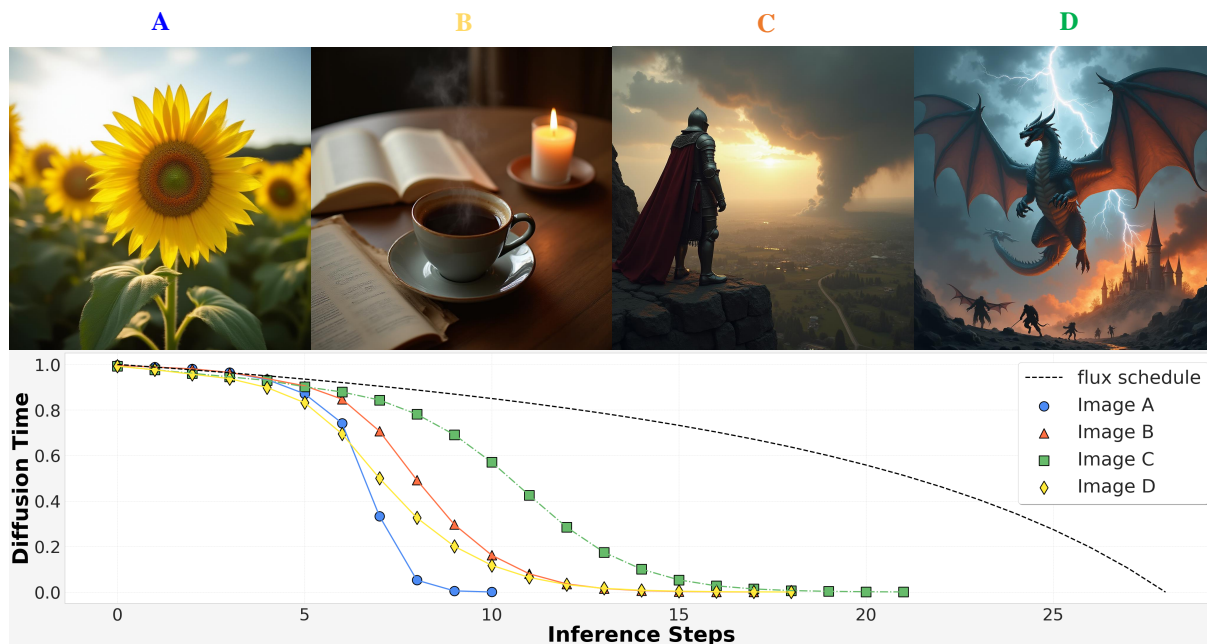 A B C D
1.0
0.8
0.6
0.4
0.2
0.0
Diffusion Time
flux schedule
Image A
Image B
Image C
Image D
0 5 10 15 20 25
Inference Steps